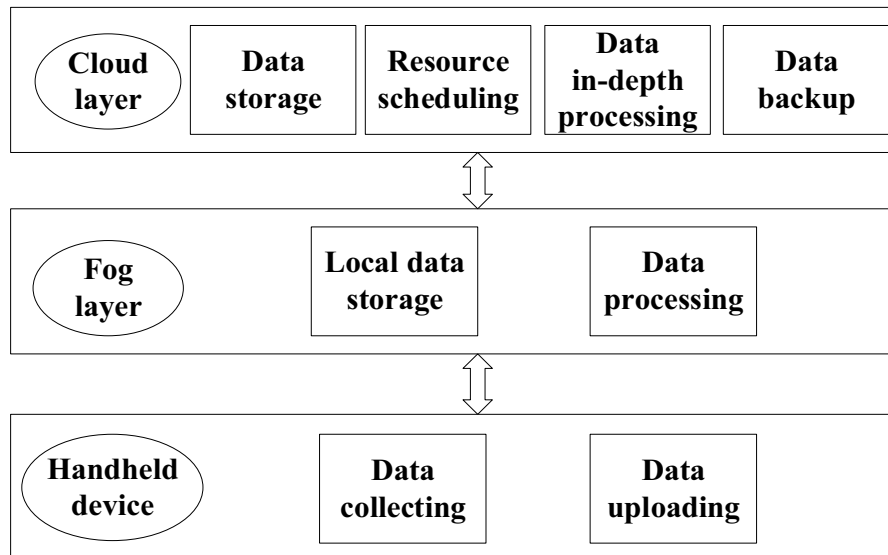 Cloud
layer
Data
storage
Resource
scheduling
Data
in-depth
processing
Data
backup
Fog
layer
Local data
storage
Data
processing
Handheld
device
Data
collecting
Data
uploading